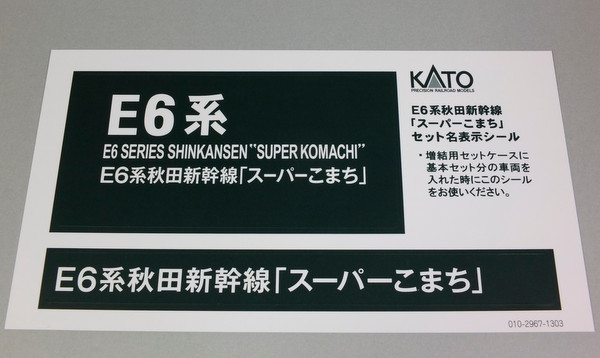 E6系
E6 SERIES SHINKANSEN "SUPER KOMACHI"
E6系秋田新幹線「スーパーこまち」
KATO
PRECISION RAILROAD MODELS
E6系秋田新幹線
「スーパーこまち」
セット名表示シール
・増結用セットケースに
基本セット分の車両を
入れた時にこのシール
をお使いください。
E6系秋田新幹線「スーパーこまち」
010-2967-1303